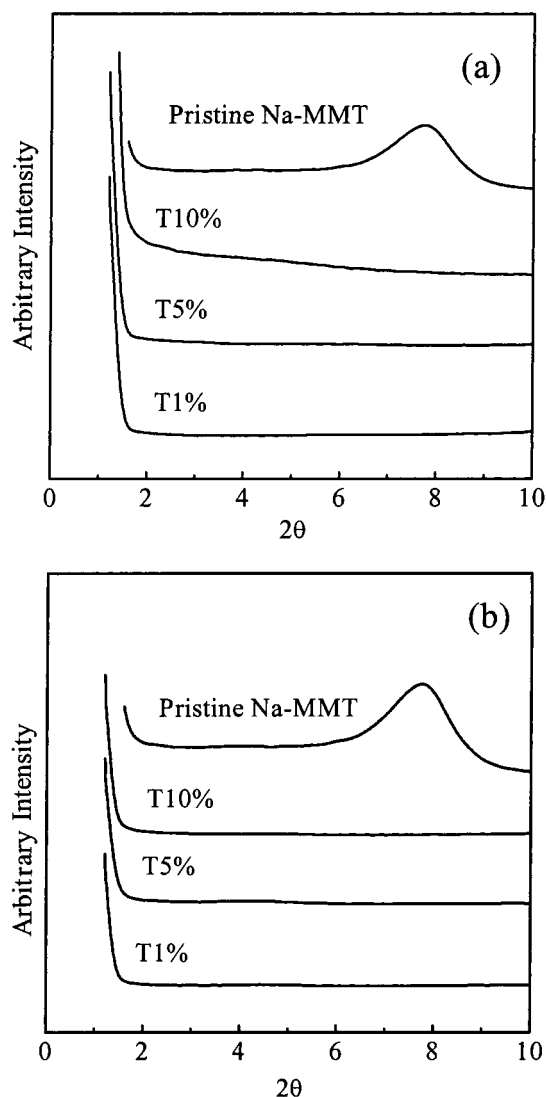 (a)
Pristine Na-MMT
T10%
T5%
T1%
Arbitrary Intensity
0 2 4 6 8 10
2θ
(b)
Pristine Na-MMT
T10%
T5%
T1%
Arbitrary Intensity
0 2 4 6 8 10
2θ